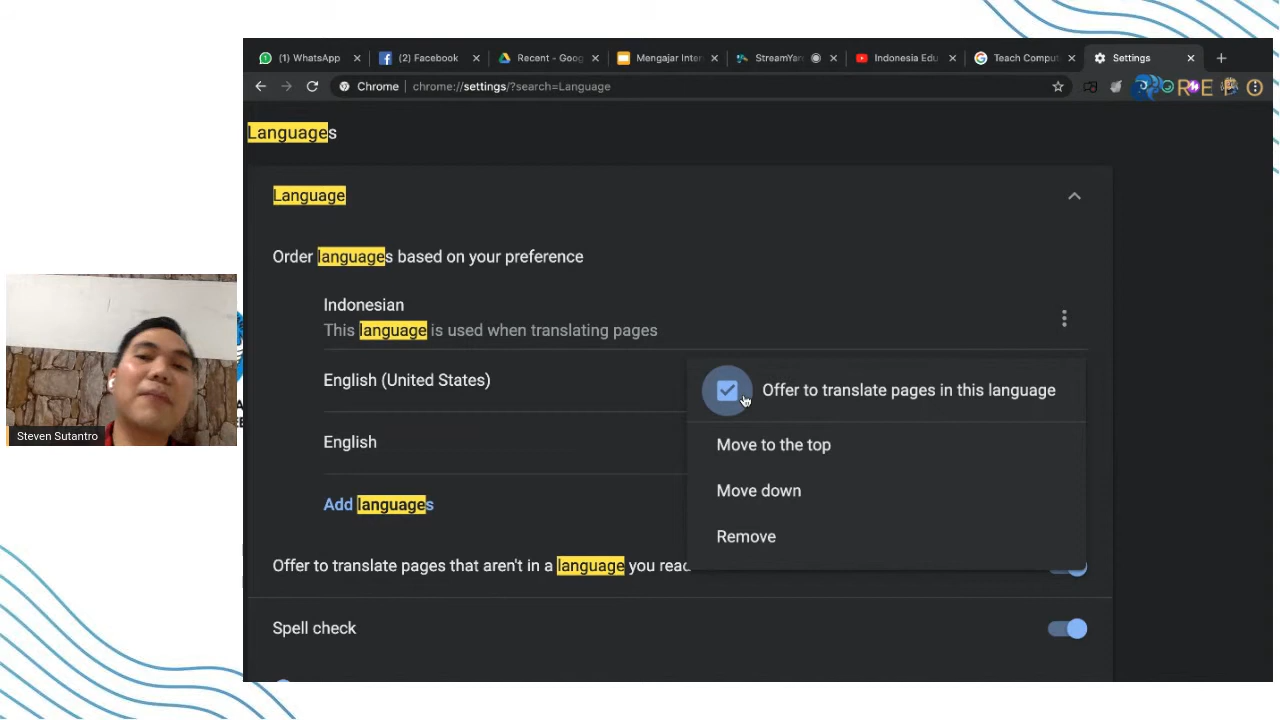 (1) WhatsApp
(2) Facebook
Recent - Goog
Mengajar Inter
StreamYar
Indonesia Edu
Teach Comput
Settings
Chrome
chrome://settings/?search=Language
Languages
Language
Order languages based on your preference
Indonesian
This language is used when translating pages
English (United States)
Offer to translate pages in this language
English
Move to the top
Move down
Remove
Add languages
Offer to translate pages that aren't in a language you read
Spell check
Steven Sutantro